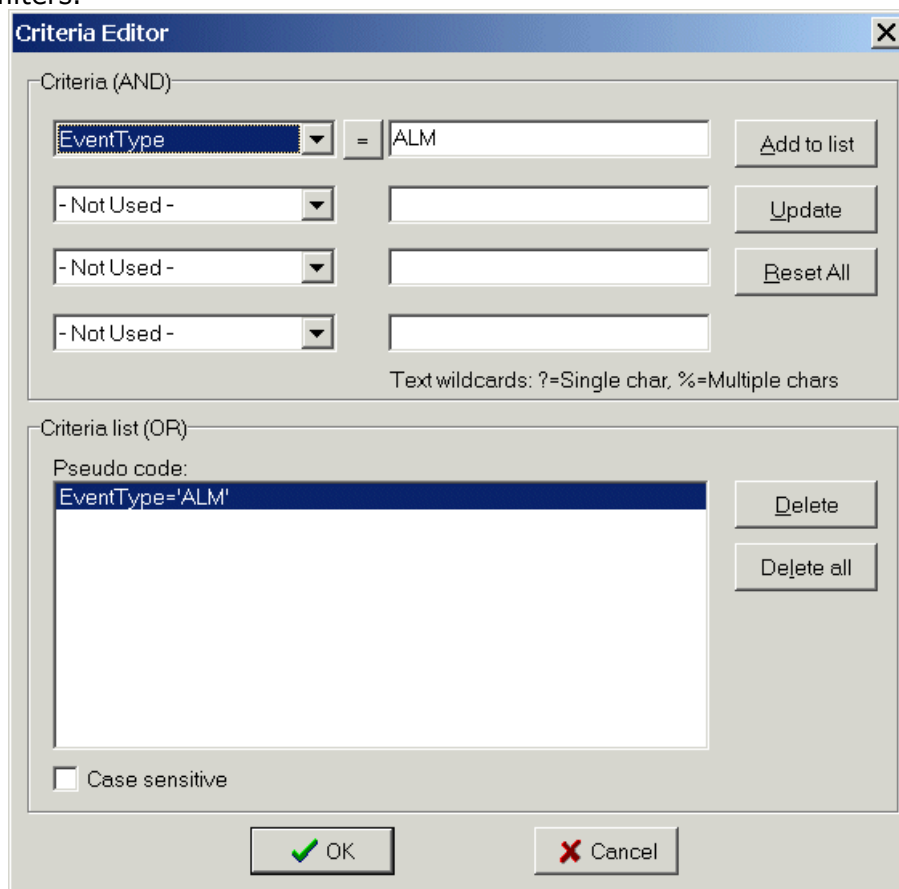 Criteria Editor
Criteria (AND)
EventType = ALM Add to list
- Not Used - Update
- Not Used - Reset All
- Not Used -
Text wildcards: ?=Single char, %=Multiple chars
Criteria list (OR)
Pseudo code:
EventType='ALM'
Delete
Delete all
Case sensitive
OK Cancel